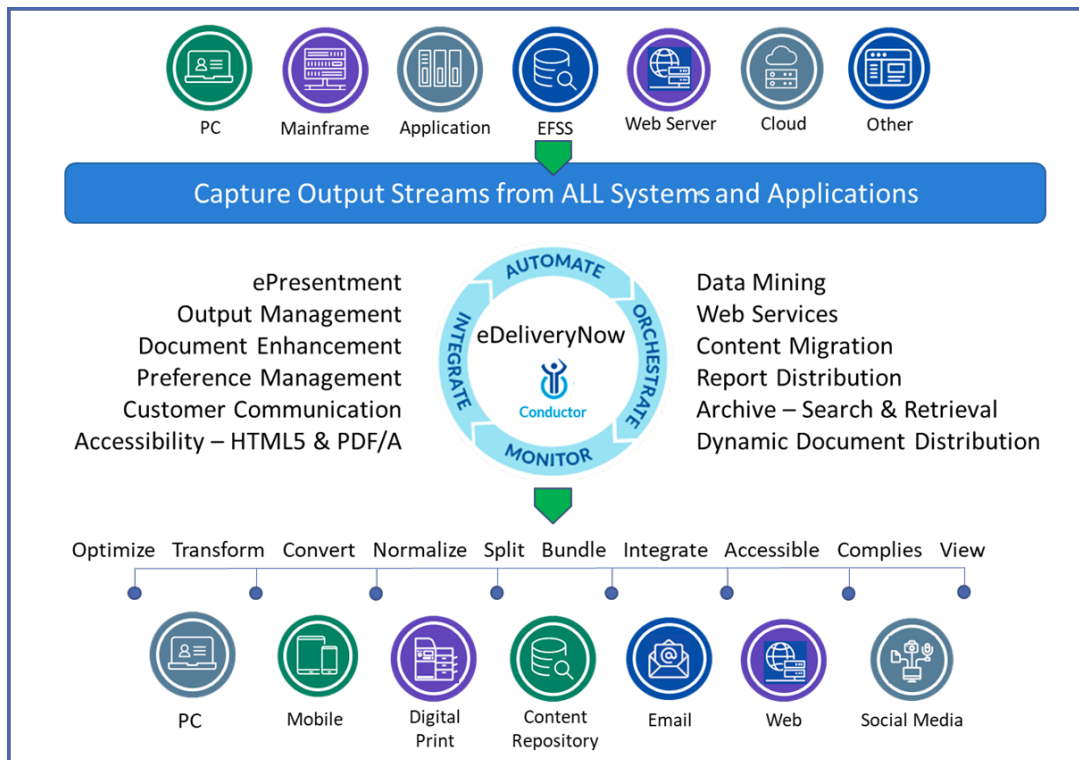 PC Mainframe Application EFSS Web Server Cloud Other
Capture Output Streams from ALL Systems and Applications
ePresentment
Output Management
Document Enhancement
Preference Management
Customer Communication
Accessibility – HTML5 & PDF/A
AUTOMATE
ORCHESTRATE
MONITOR
INTEGRATE
eDeliveryNow
Conductor
Data Mining
Web Services
Content Migration
Report Distribution
Archive – Search & Retrieval
Dynamic Document Distribution
Optimize Transform Convert Normalize Split Bundle Integrate Accessible Complies View
PC
Mobile
Digital
Print
Content
Repository
Email
Web
Social Media